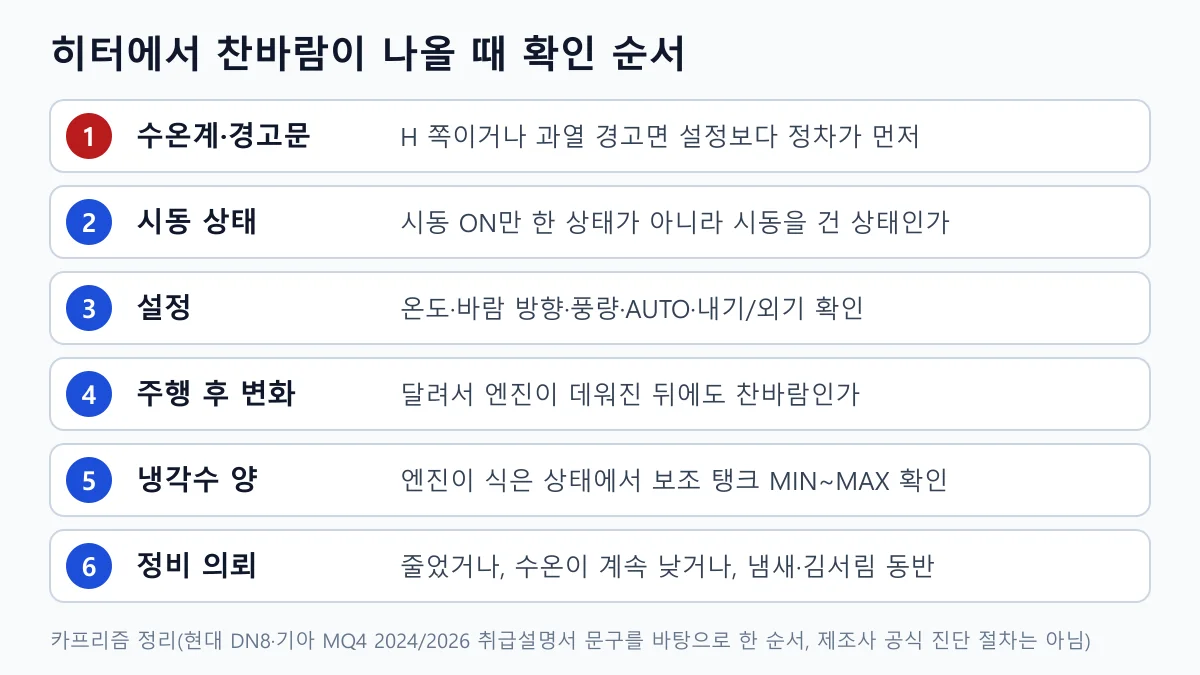 히터에서 찬바람이 나올 때 확인 순서
1 수온계·경고문 H 쪽이거나 과열 경고면 설정보다 정차가 먼저
2 시동 상태 시동 ON만 한 상태가 아니라 시동을 건 상태인가
3 설정 온도·바람 방향·풍량·AUTO·내기/외기 확인
4 주행 후 변화 달려서 엔진이 데워진 뒤에도 찬바람인가
5 냉각수 양 엔진이 식은 상태에서 보조 탱크 MIN~MAX 확인
6 정비 의뢰 줄었거나, 수온이 계속 낮거나, 냄새·김서림 동반
카프리즘 정리(현대 DN8·기아 MQ4 2024/2026 취급설명서 문구를 바탕으로 한 순서, 제조사 공식 진단 절차는 아님)